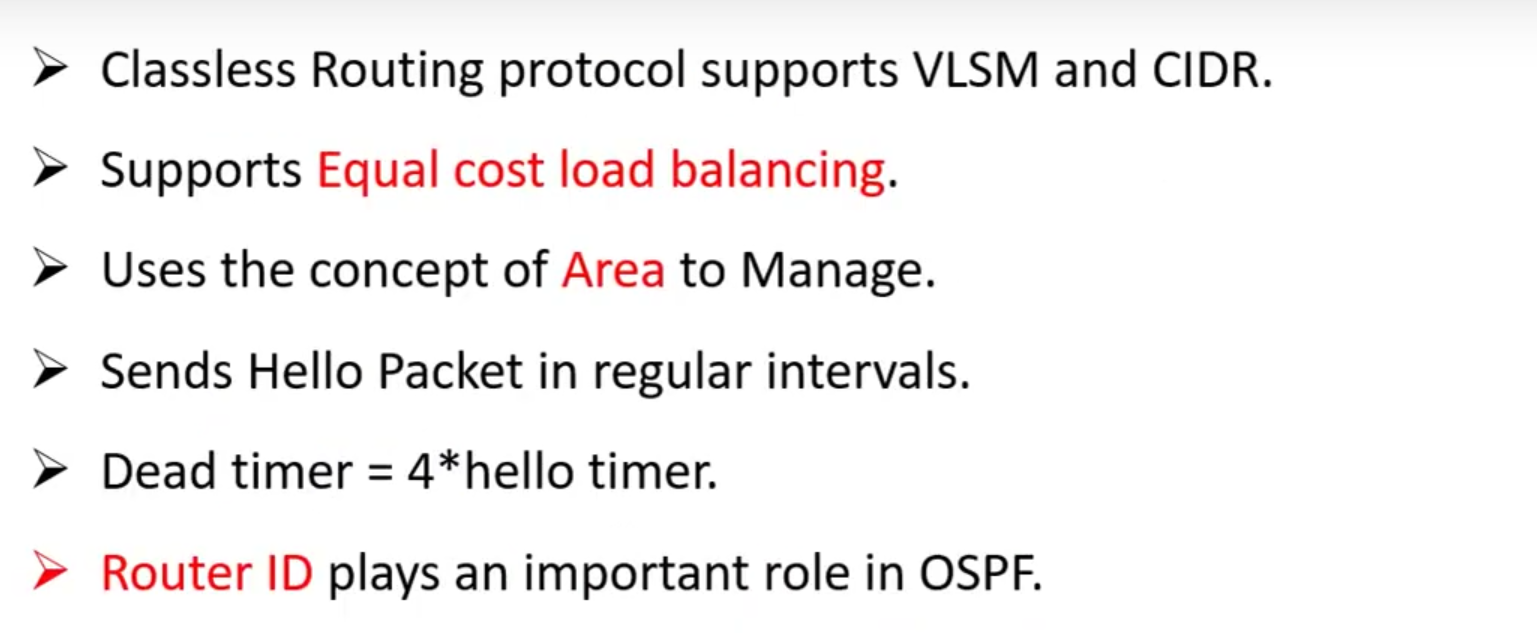 Classless Routing protocol supports VLSM and CIDR.
Supports Equal cost load balancing.
Uses the concept of Area to Manage.
Sends Hello Packet in regular intervals.
Dead timer = 4*hello timer.
Router ID plays an important role in OSPF.